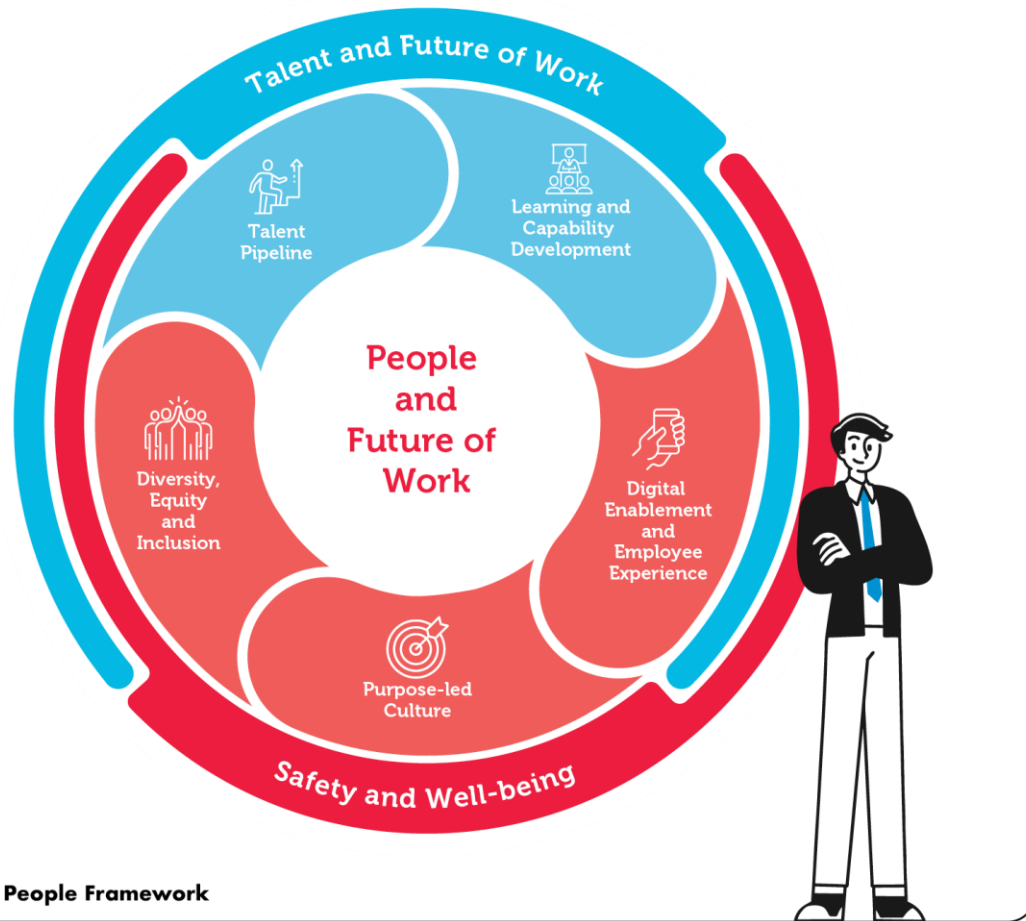 Talent and Future of Work
Talent
Pipeline
Learning and
Capability
Development
People
and
Future of
Work
Diversity,
Equity
and
Inclusion
Digital
Enablement
and
Employee
Experience
Purpose-led
Culture
Safety and Well-being
People Framework